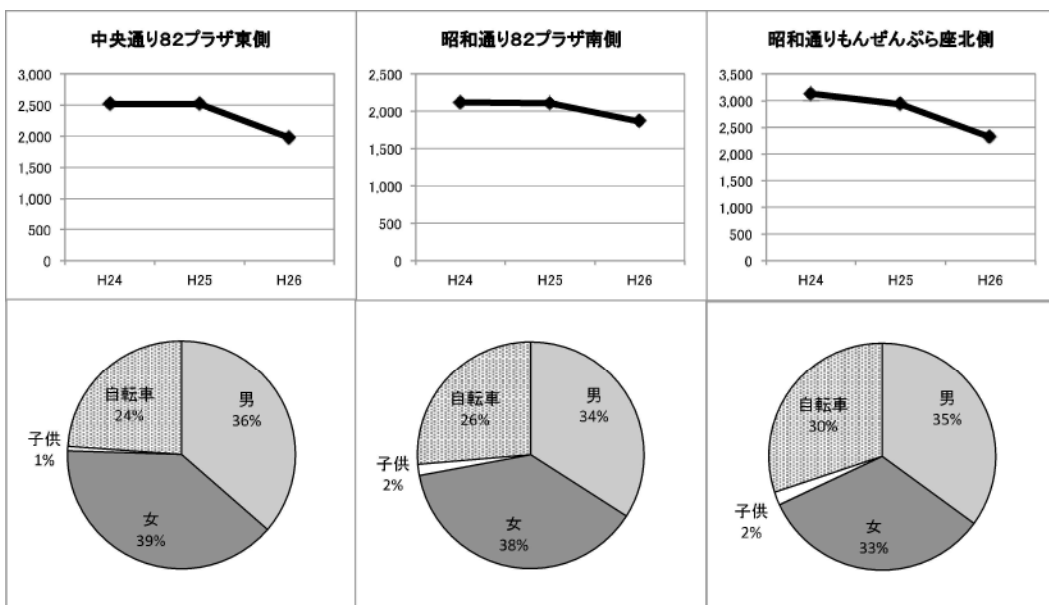 中央通り82プラザ東側
3,000
2,500
2,000
1,500
1,000
500
0
H24 H25 H26
昭和通り82プラザ南側
2,500
2,000
1,500
1,000
500
0
H24 H25 H26
昭和通りもんぜんぷら座北側
3,500
3,000
2,500
2,000
1,500
1,000
500
0
H24 H25 H26
自転車
24%
男
36%
子供
1%
女
39%
自転車
26%
男
34%
子供
2%
女
38%
自転車
30%
男
35%
子供
2%
女
33%